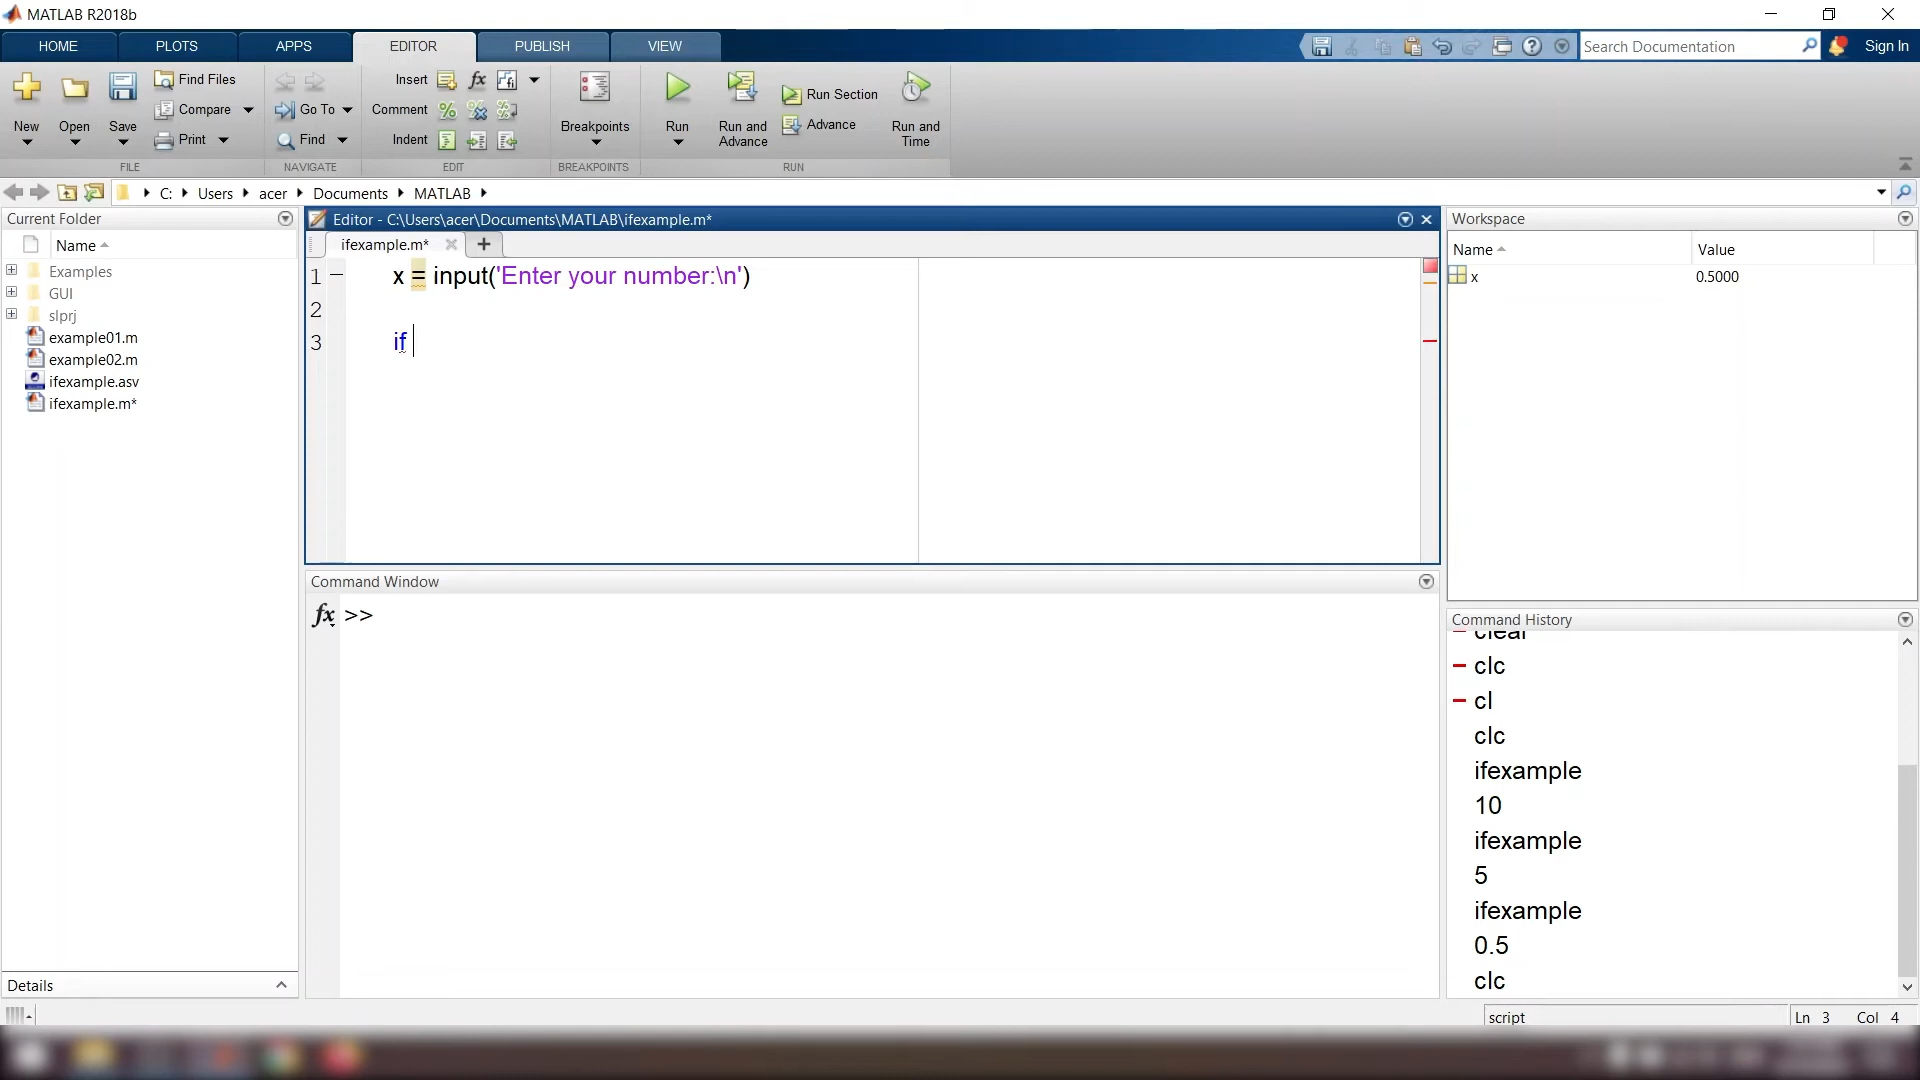 MATLAB R2018b
HOME PLOTS APPS EDITOR PUBLISH VIEW
Search Documentation Sign In
New Open Save
Find Files
Compare
Print
FILE
Go To
Find
NAVIGATE
Insert fx
Comment % %
Indent
EDIT
Breakpoints
BREAKPOINTS
Run
Run and Advance
Run Section
Advance
Run and Time
RUN
C: Users acer Documents MATLAB
Current Folder
Name
Examples
GUI
slprj
example01.m
example02.m
ifexample.asv
ifexample.m*
Details
Editor - C:\Users\acer\Documents\MATLAB\ifexample.m*
ifexample.m*
1 x = input('Enter your number:\n')
2
3 if
Command Window
fx >>
Workspace
Name Value
x 0.5000
Command History
clear
clc
cl
clc
ifexample
10
ifexample
5
ifexample
0.5
clc
script Ln 3 Col 4